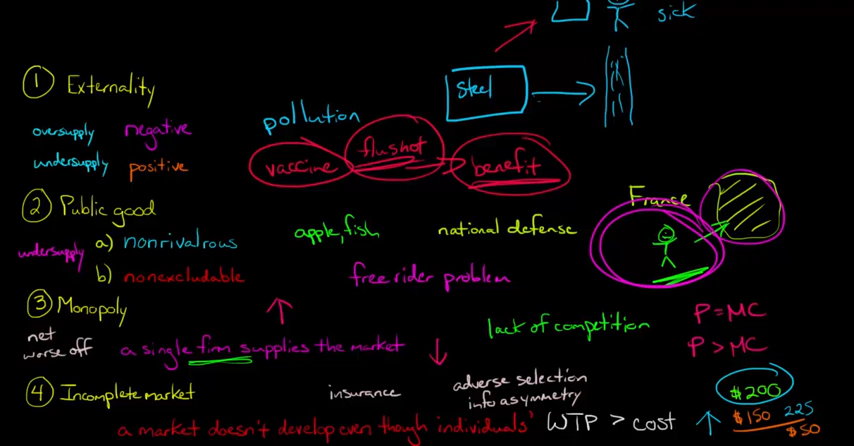 sick
① Externality
Steel
pollution
oversupply negative
flushot
undersupply positive
vaccine
benefit
France
② Public good
a) nonrivalrous
apple, fish
national defense
undersupply
b) nonexcludable
free rider problem
③ Monopoly
P = MC
lack of competition
net
worse off
a single firm supplies the market
P > MC
④ Incomplete market
insurance
adverse selection
info asymmetry
$200
a market doesn't develop even though individuals' WTP > cost
$150 225
$50